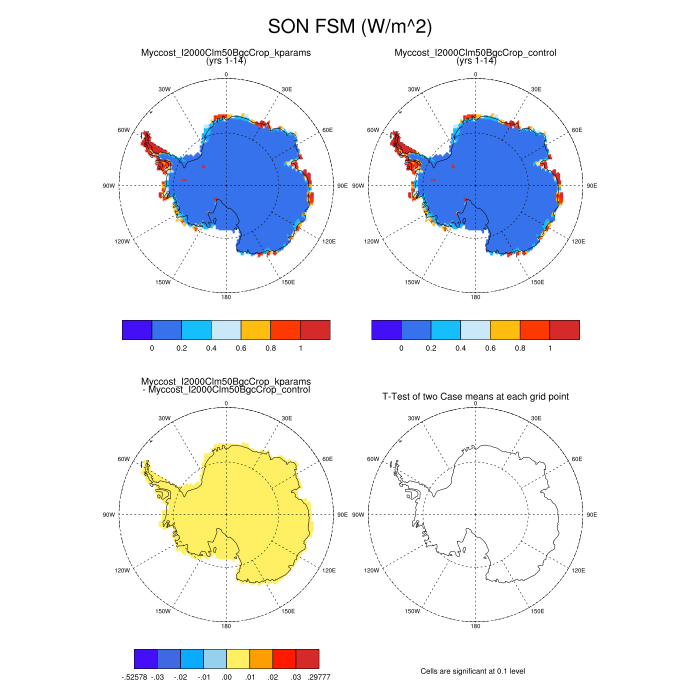 SON FSM (W/m^2)
Myccost_I2000Clm50BgcCrop_kparams
(yrs 1-14)
0
30E
60E
90E
120E
150E
180
150W
120W
90W
60W
30W
0 0.2 0.4 0.6 0.8 1
Myccost_I2000Clm50BgcCrop_control
(yrs 1-14)
0
30E
60E
90E
120E
150E
180
150W
120W
90W
60W
30W
0 0.2 0.4 0.6 0.8 1
Myccost_I2000Clm50BgcCrop_kparams
- Myccost_I2000Clm50BgcCrop_control
0
30E
60E
90E
120E
150E
180
150W
120W
90W
60W
30W
-.52578 -.03 -.02 -.01 .00 .01 .02 .03 .29777
T-Test of two Case means at each grid point
0
30E
60E
90E
120E
150E
180
150W
120W
90W
60W
30W
Cells are significant at 0.1 level